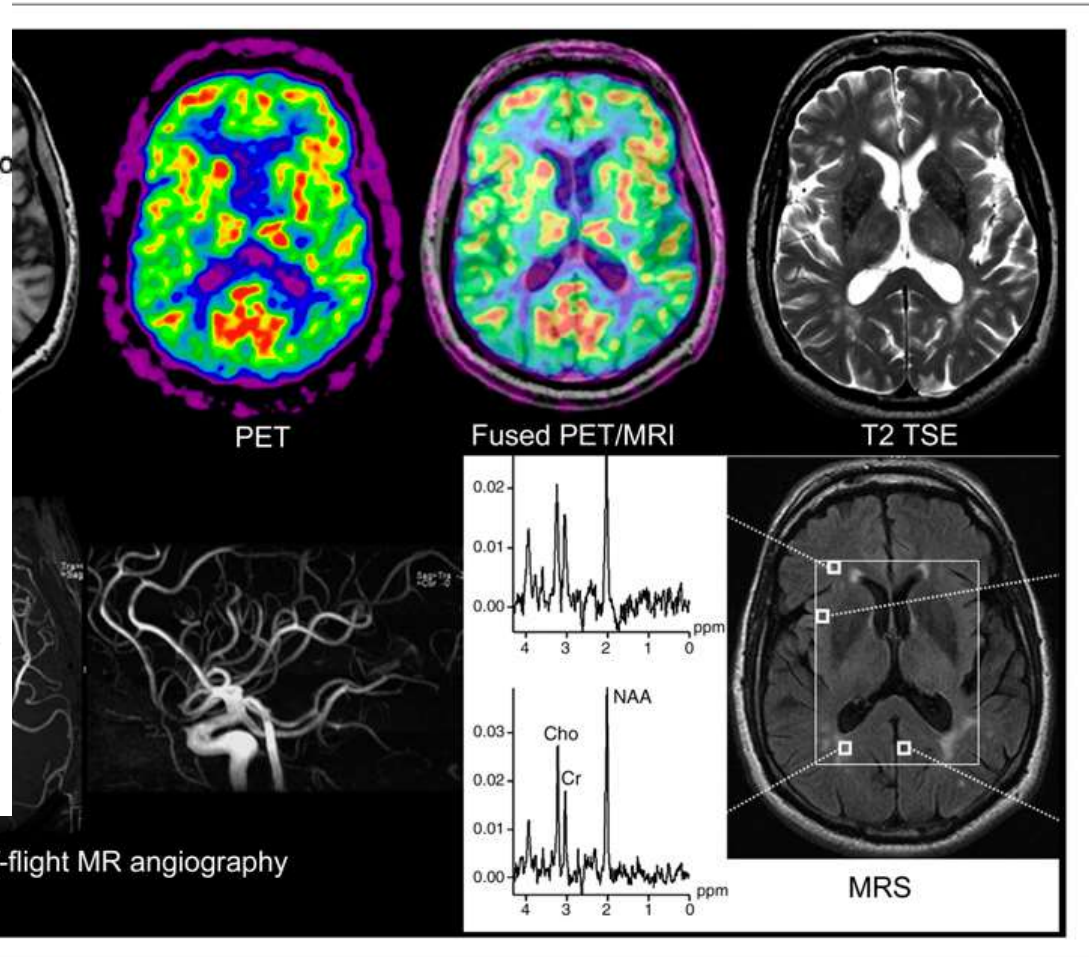 o
PET
Fused PET/MRI
T2 TSE
0.02
0.01
0.00
ppm
4 3 2 1 0
NAA
Cho
Cr
0.03
0.02
0.01
0.00
ppm
4 3 2 1 0
-flight MR angiography
MRS